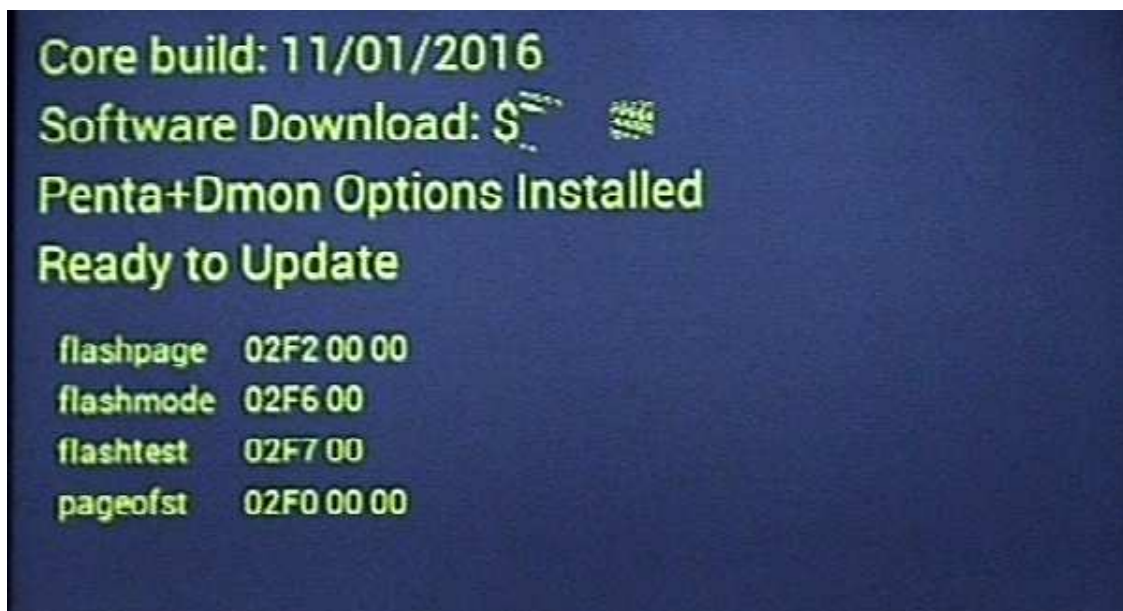 Core build: 11/01/2016
Software Download: $
Penta+Dmon Options Installed
Ready to Update
flashpage 02F2 00 00
flashmode 02F6 00
flashtest 02F7 00
pageofst 02F0 00 00